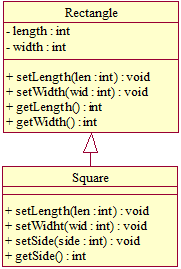 Rectangle
- length : int
- width : int
+ setLength(len : int) : void
+ setWidth(wid : int) : void
+ getLength() : int
+ getWidth() : int
Square
+ setLength(len : int) : void
+ setWidht(wid : int) : void
+ setSide(side : int) : void
+ getSide() : int